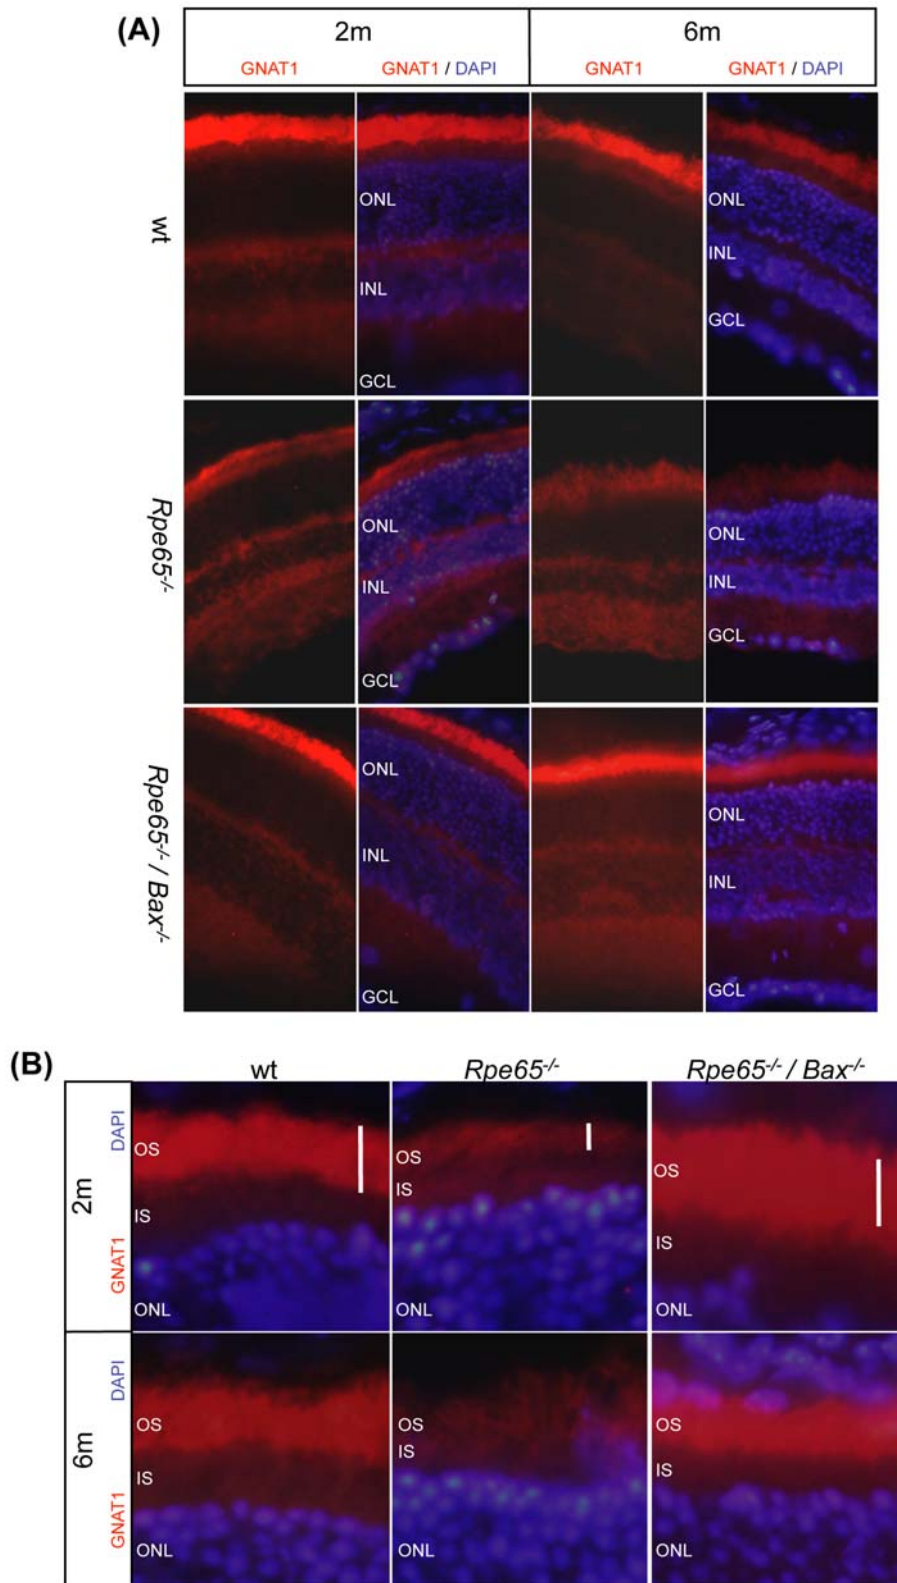 (A)
2m 6m
GNAT1 GNAT1 / DAPI GNAT1 GNAT1 / DAPI
wt
ONL
INL
GCL
ONL
INL
GCL
Rpe65-/-
ONL
INL
GCL
ONL
INL
GCL
Rpe65-/- / Bax-/-
ONL
INL
GCL
ONL
INL
GCL
(B)
wt Rpe65-/- Rpe65-/- / Bax-/-
2m
GNAT1 DAPI
OS
IS
ONL
OS
IS
ONL
OS
IS
ONL
6m
GNAT1 DAPI
OS
IS
ONL
OS
IS
ONL
OS
IS
ONL